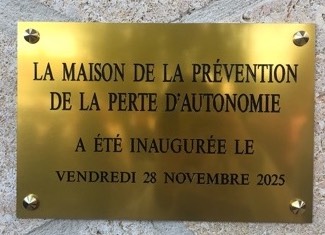 LA MAISON DE LA PRÉVENTION
DE LA PERTE D'AUTONOMIE
A ÉTÉ INAUGURÉE LE
VENDREDI 28 NOVEMBRE 2025